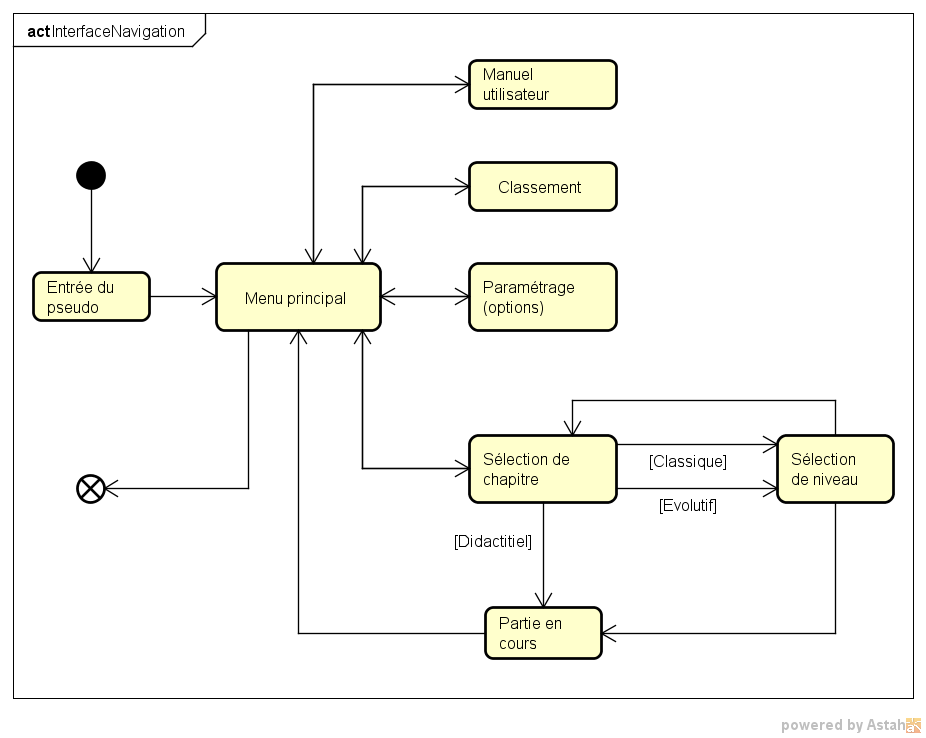 act InterfaceNavigation
Manuel
utilisateur
Classement
Entrée du
pseudo
Menu principal
Paramétrage
(options)
Sélection de
chapitre
[Classique]
[Evolutif]
Sélection
de niveau
[Didactitiel]
Partie en
cours
powered by Astah